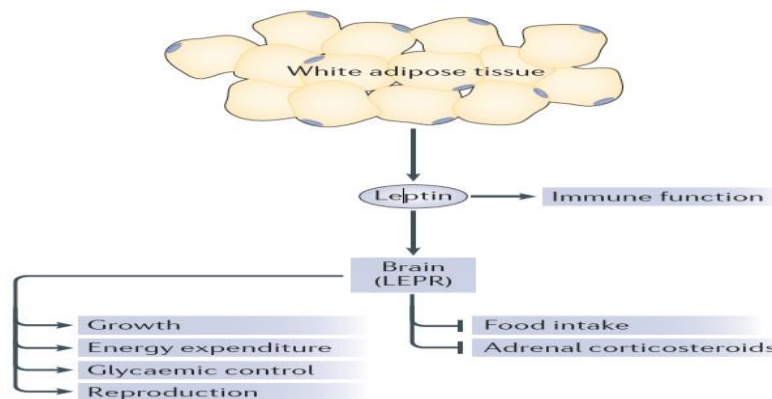 White adipose tissue
Leptin
Immune function
Brain
(LEPR)
Growth
Energy expenditure
Glycaemic control
Reproduction
Food intake
Adrenal corticosteroids